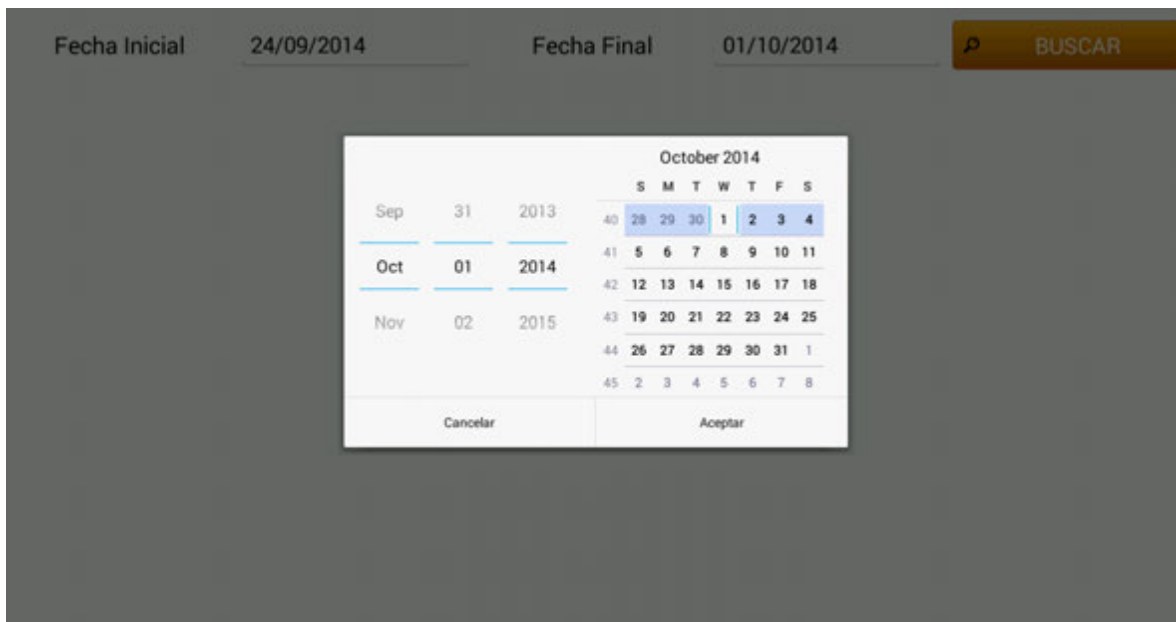 Fecha Inicial 24/09/2014 Fecha Final 01/10/2014 BUSCAR
October 2014
S M T W T F S
Sep 31 2013
40 28 29 30 1 2 3 4
41 5 6 7 8 9 10 11
Oct 01 2014
42 12 13 14 15 16 17 18
Nov 02 2015
43 19 20 21 22 23 24 25
44 26 27 28 29 30 31 1
45 2 3 4 5 6 7 8
Cancelar Aceptar